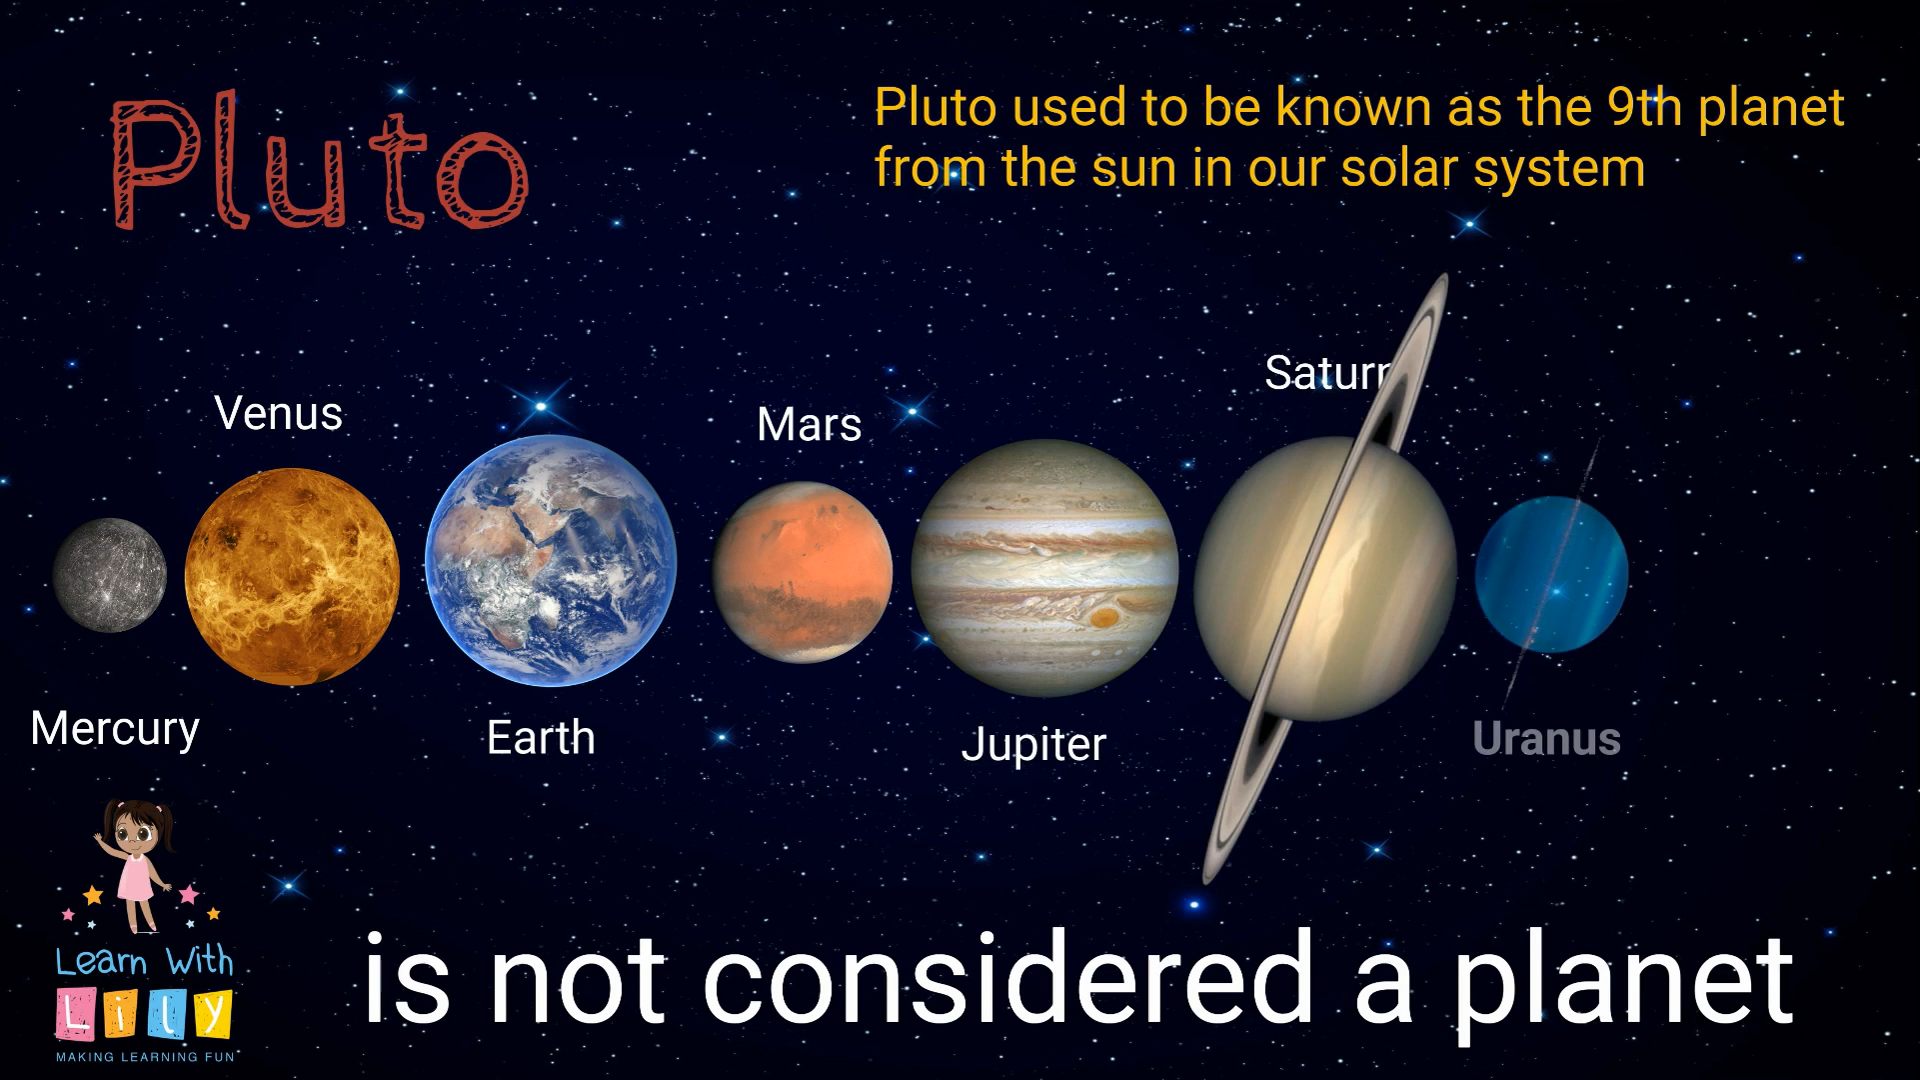 Pluto
Pluto used to be known as the 9th planet
from the sun in our solar system
Saturn
Venus
Mars
Mercury
Earth
Jupiter
Uranus
is not considered a planet
Learn With
Lily
MAKING LEARNING FUN